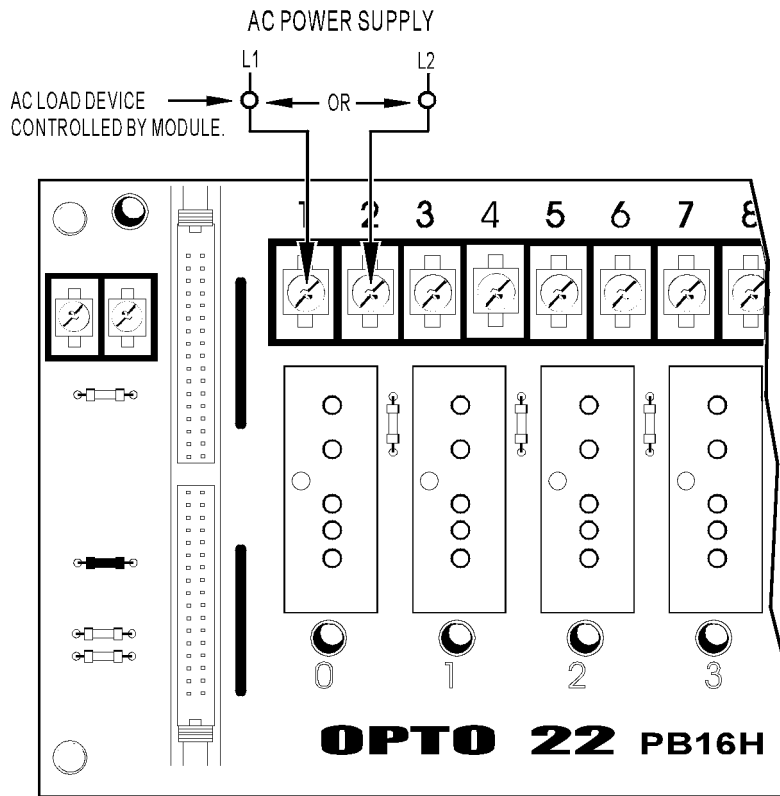 AC POWER SUPPLY
L1 L2
AC LOAD DEVICE
CONTROLLED BY MODULE.
OR
1 2 3 4 5 6 7 8
0 1 2 3
OPTO 22 PB16H